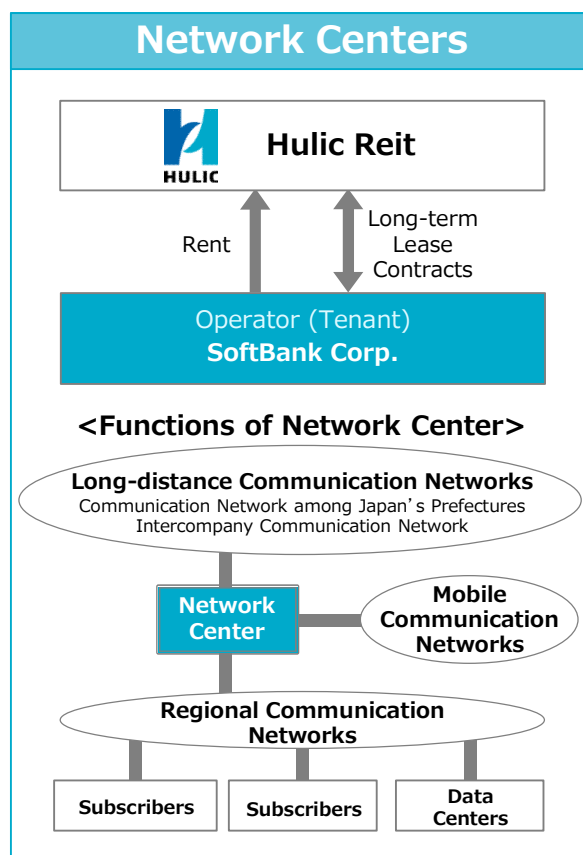 Network Centers
HULIC
Hulic Reit
Rent
Long-term
Lease
Contracts
Operator (Tenant)
SoftBank Corp.
<Functions of Network Center>
Long-distance Communication Networks
Communication Network among Japan’s Prefectures
Intercompany Communication Network
Network
Center
Mobile
Communication
Networks
Regional Communication
Networks
Subscribers
Subscribers
Data
Centers